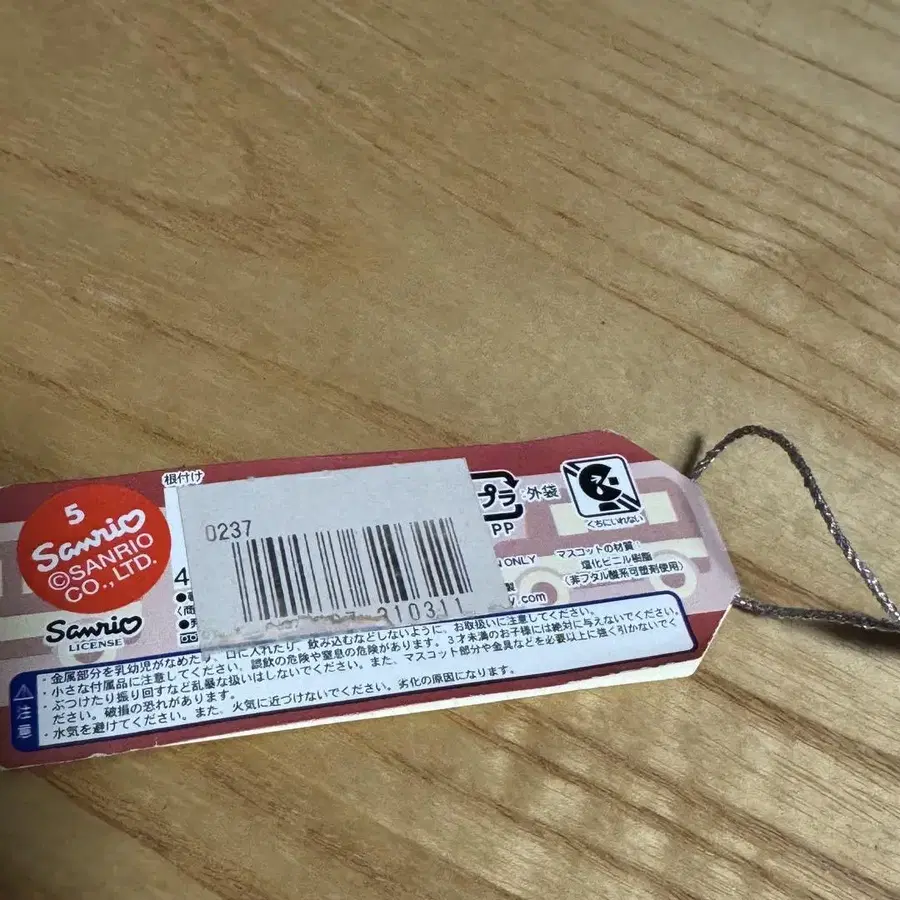 5
Sanrio
©SANRIO
CO.,LTD.
Sanrio
LICENSE
根付け
0237
310311
4
プラ
:外袋
PP
くちにいれない
ONLY
マスコットの材質:
塩化ビニル樹脂
(非フタル酸系可塑剤使用)
y.com
注意
・金属部分を乳幼児がなめたり、口に入れたり、飲み込むなどしないように、お取扱いに注意してください。
・小さな付属品に注意してください。誤飲の危険や窒息の危険があります。3才未満のお子様には絶対に与えないでください。
・ぶつけたり振り回すなど乱暴な扱いはしないでください。また、マスコット部分や金具などを必要以上に強く引かないでく
ださい。破損の恐れがあります。
・水気を避けてください。また、火気に近づけないでください。劣化の原因になります。